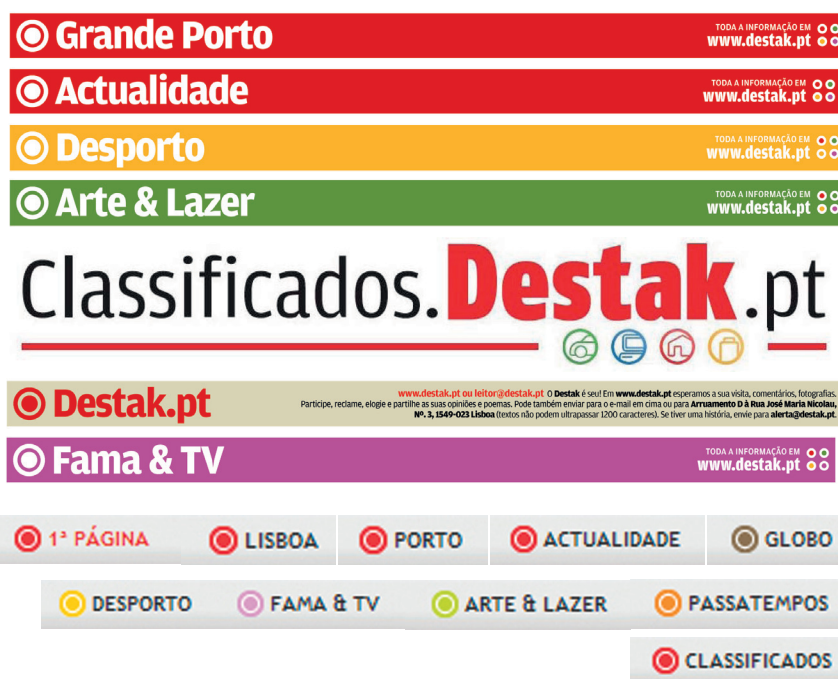 Grande Porto
TODA A INFORMAÇÃO EM
www.destak.pt
Actualidade
TODA A INFORMAÇÃO EM
www.destak.pt
Desporto
TODA A INFORMAÇÃO EM
www.destak.pt
Arte & Lazer
TODA A INFORMAÇÃO EM
www.destak.pt
Classificados.Destak.pt
Destak.pt
www.destak.pt ou leitor@destak.pt O Destak é seu! Em www.destak.pt esperamos a sua visita, comentários, fotografias.
Participe, reclame, elogie e partilhe as suas opiniões e poemas. Pode também enviar para o e-mail em cima ou para Arruamento D à Rua José Maria Nicolau,
Nº. 3, 1549-023 Lisboa (textos não podem ultrapassar 1200 caracteres). Se tiver uma história, envie para alerta@destak.pt.
Fama & TV
TODA A INFORMAÇÃO EM
www.destak.pt
1ª PÁGINA LISBOA PORTO ACTUALIDADE GLOBO
DESPORTO FAMA & TV ARTE & LAZER PASSATEMPOS
CLASSIFICADOS